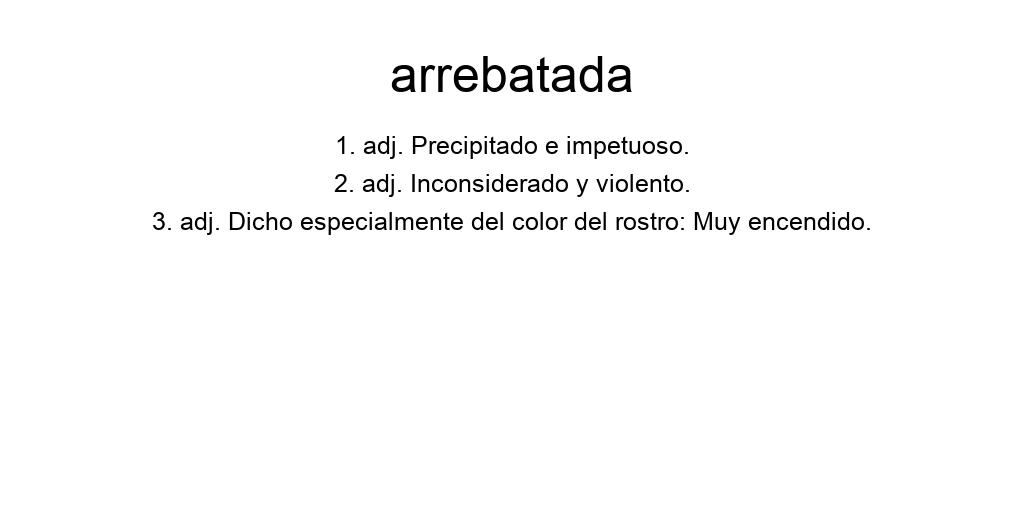 arrebatada
1. adj. Precipitado e impetuoso.
2. adj. Inconsiderado y violento.
3. adj. Dicho especialmente del color del rostro: Muy encendido.